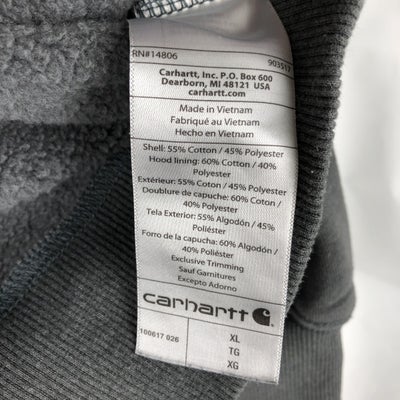 RN#14806
903517
Carhartt, Inc. P.O. Box 600
Dearborn, MI 48121 USA
carhartt.com
Made in Vietnam
Fabriqué au Vietnam
Hecho en Vietnam
Shell: 55% Cotton / 45% Polyester
Hood lining: 60% Cotton / 40%
Polyester
Extérieur: 55% Coton / 45% Polyester
Doublure de capuche: 60% Coton /
40% Polyester
Tela Exterior: 55% Algodón / 45%
Poliéster
Forro de la capucha: 60% Algodón /
40% Poliéster
Exclusive Trimming
Sauf Garnitures
Excepto Adorno
carhartt
100617 026
XL
TG
XG